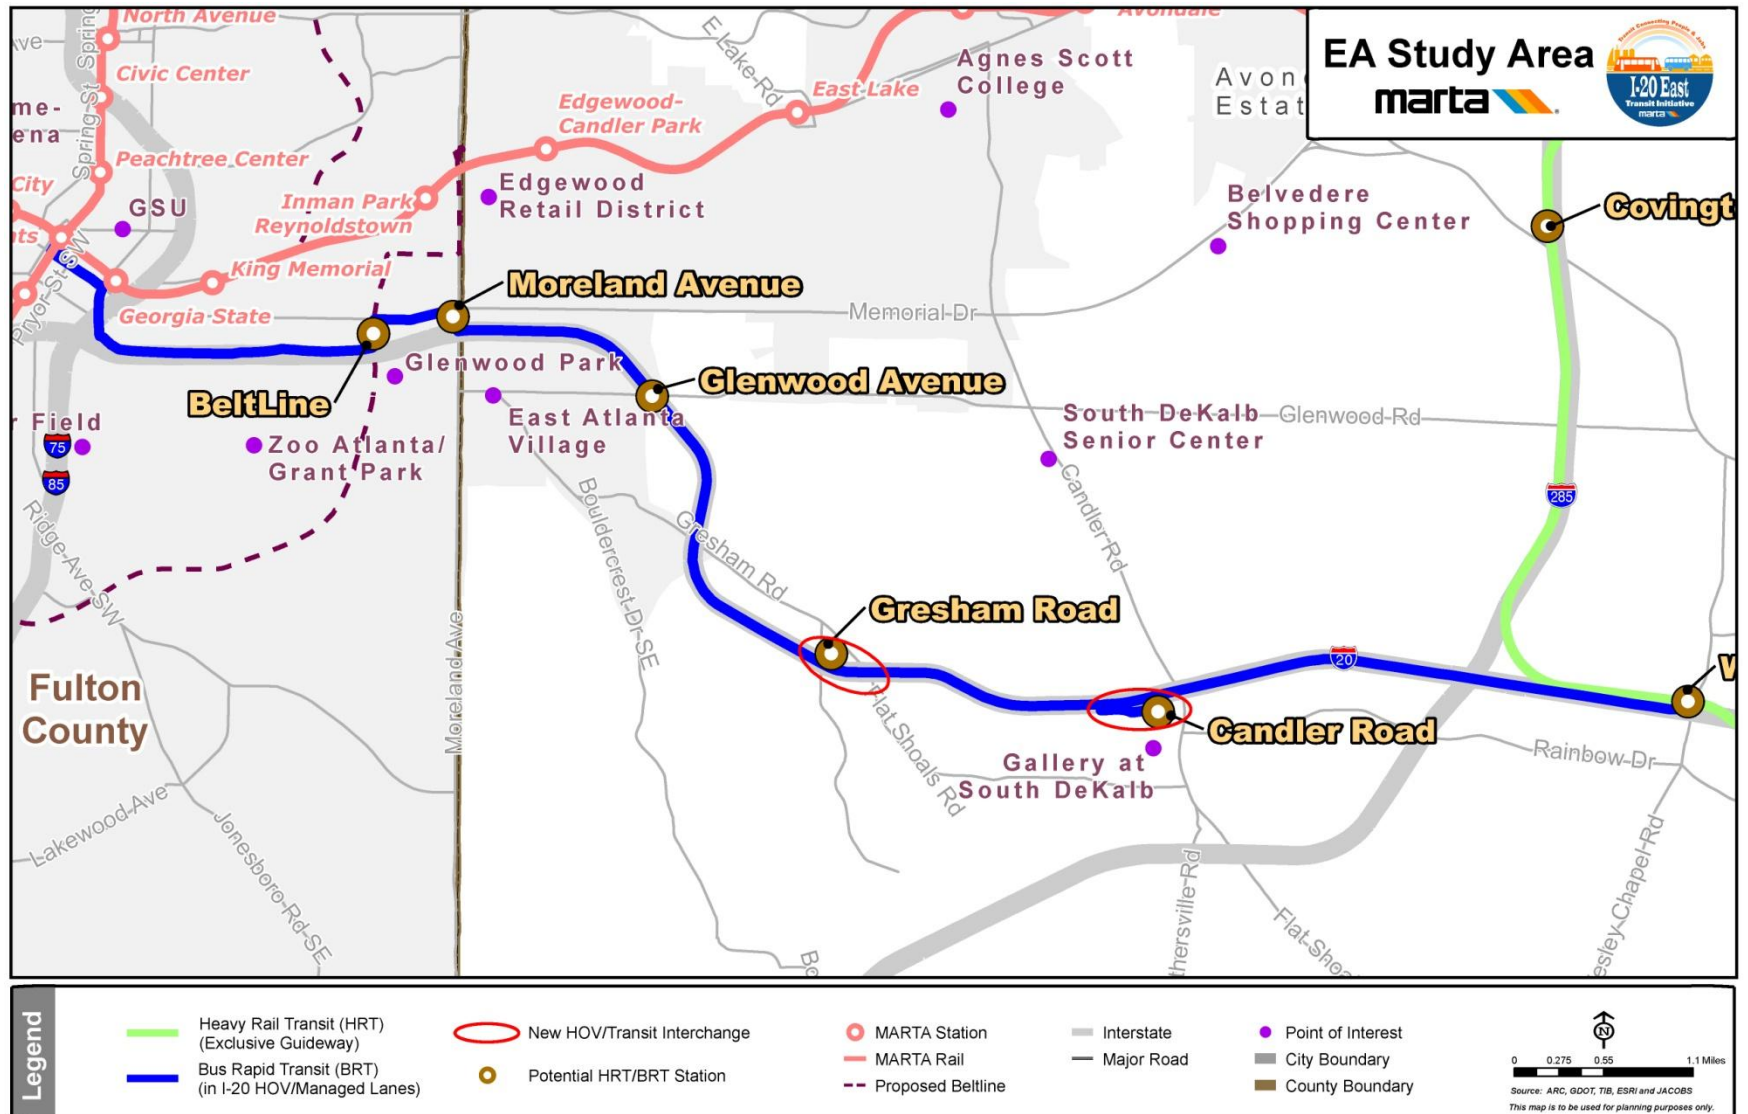 North Avenue
Civic Center
Peachtree Center
Spring St
Spring
GSU
King Memorial
Georgia State
Inman Park
Reynoldstown
Edgewood-
Candler Park
East Lake
E Lake Rd
Avondale
Agnes Scott
College
Edgewood
Retail District
Belvedere
Shopping Center
EA Study Area
marta
Transit Connecting People & Jobs
I-20 East
Transit Initiative
marta
Pryor St SW
Moreland Avenue
Memorial Dr
Glenwood Park
BeltLine
Glenwood Avenue
East Atlanta
Village
Zoo Atlanta/
Grant Park
South DeKalb
Senior Center
Glenwood Rd
75
85
285
20
Ridge Ave SW
Bouldercrest Dr SE
Gresham Rd
Candler Rd
Gresham Road
Moreland Ave
Fulton
County
Flat Shoals Rd
Candler Road
Gallery at
South DeKalb
Rainbow Dr
Lakewood Ave
Jonesboro Rd SE
Legend
Heavy Rail Transit (HRT)
(Exclusive Guideway)
Bus Rapid Transit (BRT)
(in I-20 HOV/Managed Lanes)
New HOV/Transit Interchange
Potential HRT/BRT Station
MARTA Station
MARTA Rail
Proposed Beltline
Interstate
Major Road
Point of Interest
City Boundary
County Boundary
N
0 0.275 0.55 1.1 Miles
Source: ARC, GDOT, TIB, ESRI and JACOBS
This map is to be used for planning purposes only.